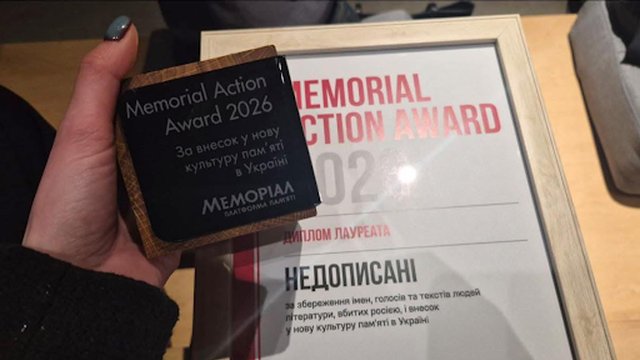 Memorial Action
Award 2026
За внесок у нову
культуру пам'яті
в Україні
МЕМОРІАЛ
ПЛАТФОРМА ПАМ'ЯТІ
MEMORIAL
ACTION AWARD
2026
ДИПЛОМ ЛАУРЕАТА
НЕДОПИСАНІ
за збереження імен, голосів та текстів людей
літератури, вбитих росією, і внесок
у нову культуру пам'яті в Україні